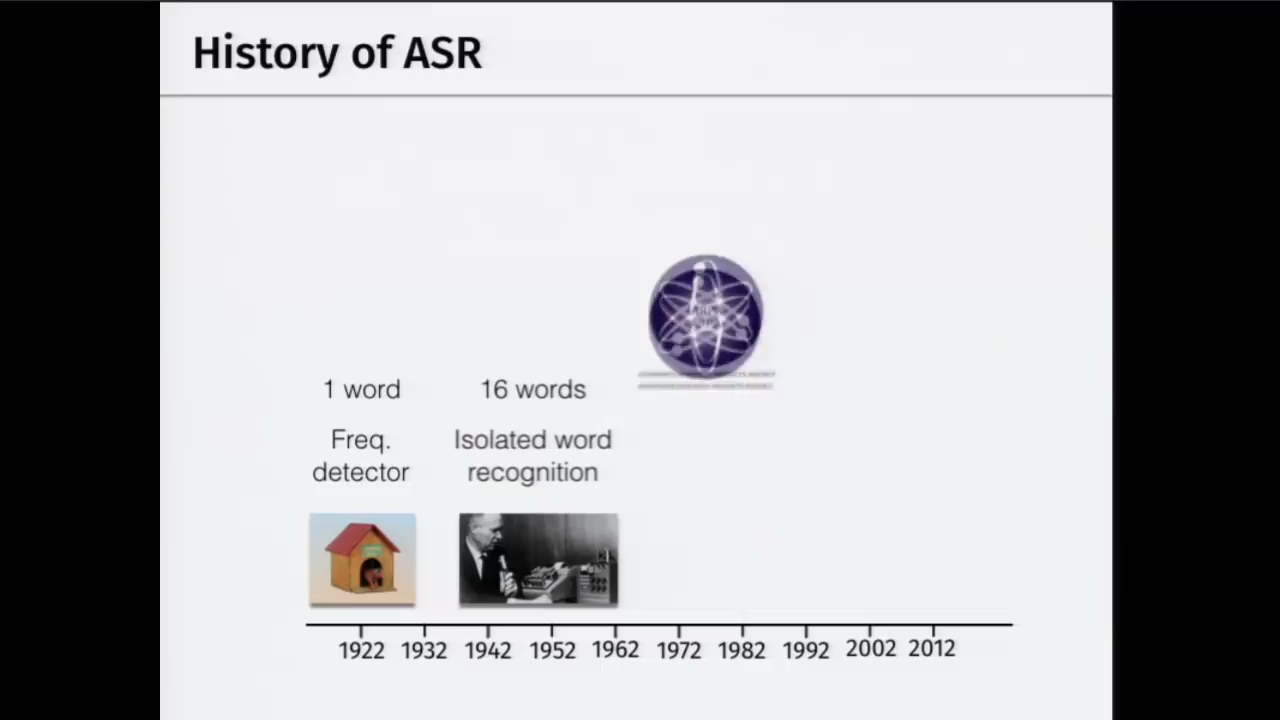 History of ASR
1 word
16 words
Freq.
detector
Isolated word
recognition
1922 1932 1942 1952 1962 1972 1982 1992 2002 2012